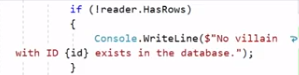 if (!reader.HasRows)
{
Console.WriteLine($"No villain
with ID {id} exists in the database.");
}